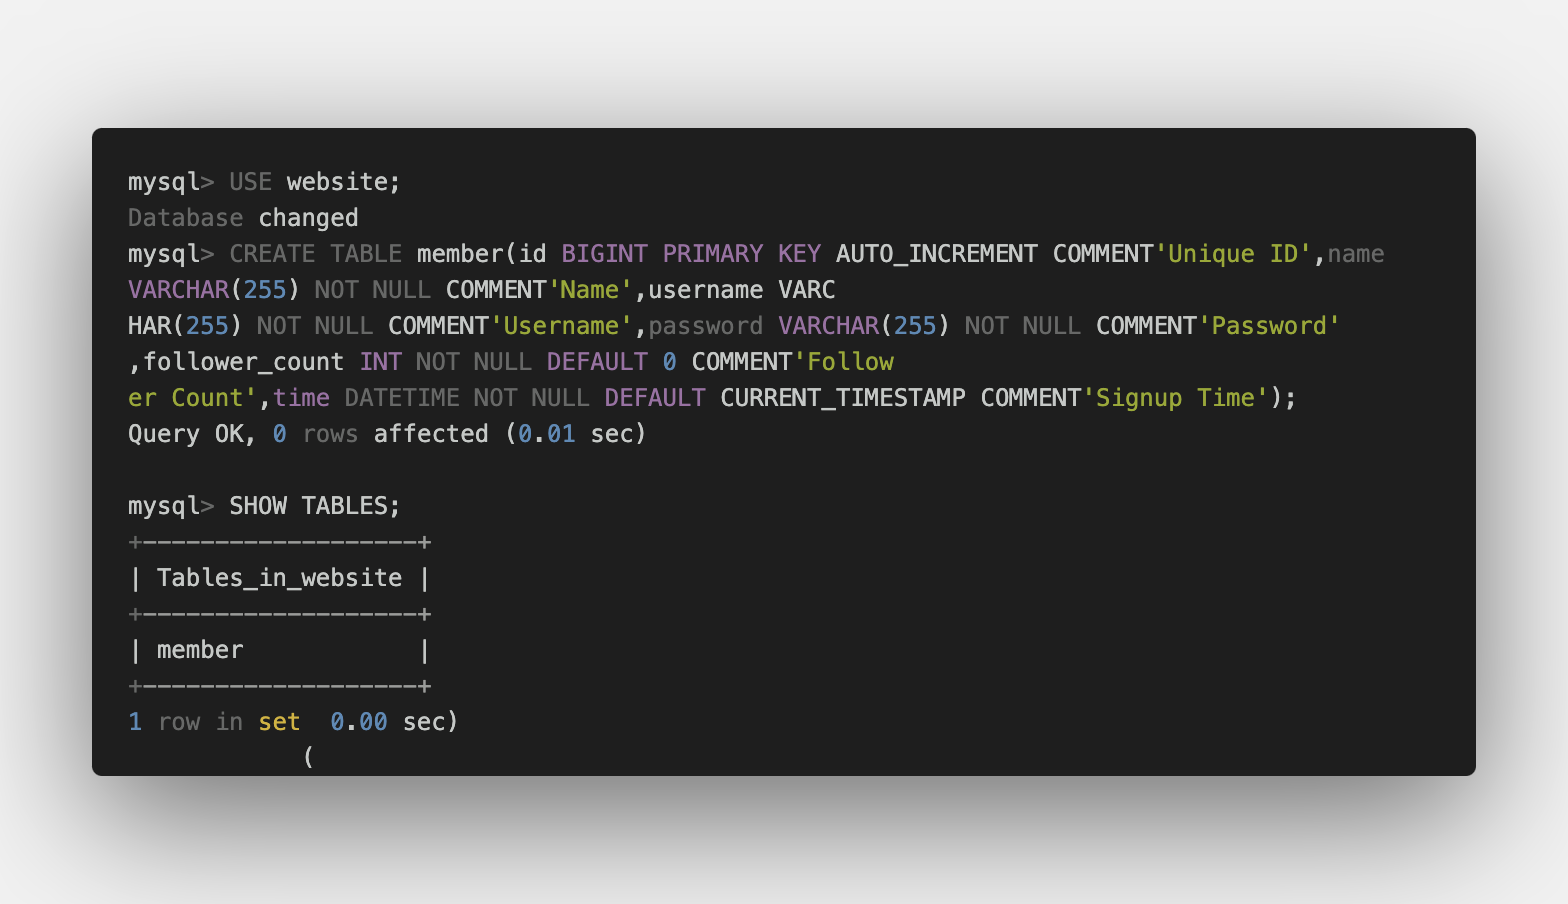 mysql> USE website;
Database changed
mysql> CREATE TABLE member(id BIGINT PRIMARY KEY AUTO_INCREMENT COMMENT'Unique ID',name
VARCHAR(255) NOT NULL COMMENT'Name',username VARC
HAR(255) NOT NULL COMMENT'Username',password VARCHAR(255) NOT NULL COMMENT'Password'
,follower_count INT NOT NULL DEFAULT 0 COMMENT'Follow
er Count',time DATETIME NOT NULL DEFAULT CURRENT_TIMESTAMP COMMENT'Signup Time');
Query OK, 0 rows affected (0.01 sec)

mysql> SHOW TABLES;
+-------------------+
| Tables_in_website |
+-------------------+
| member            |
+-------------------+
1 row in set  0.00 sec)
            (